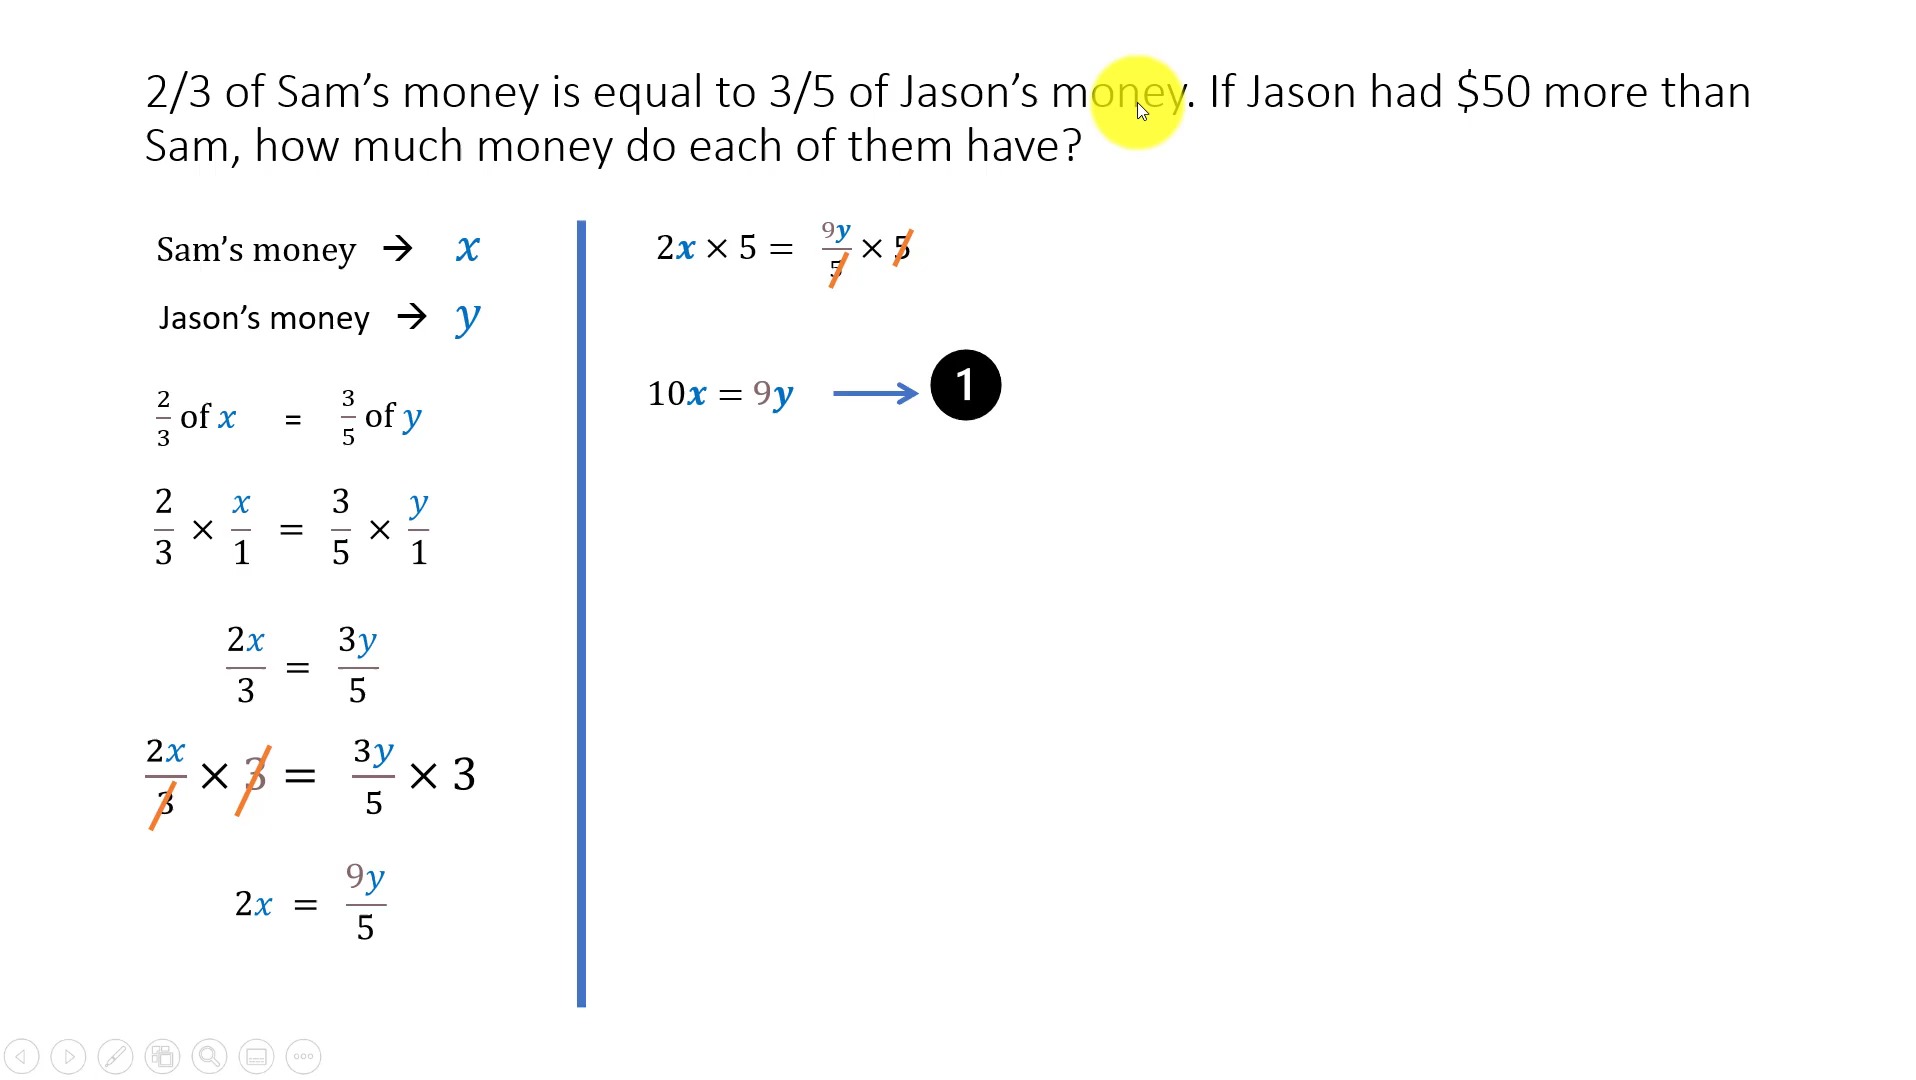 2/3 of Sam’s money is equal to 3/5 of Jason’s money. If Jason had $50 more than
Sam, how much money do each of them have?
Sam’s money → x
Jason’s money → y
2/3 of x = 3/5 of y
2/3 × x/1 = 3/5 × y/1
2x/3 = 3y/5
2x/3 × 3 = 3y/5 × 3
2x = 9y/5
2x × 5 = 9y/5 × 5
10x = 9y → 1